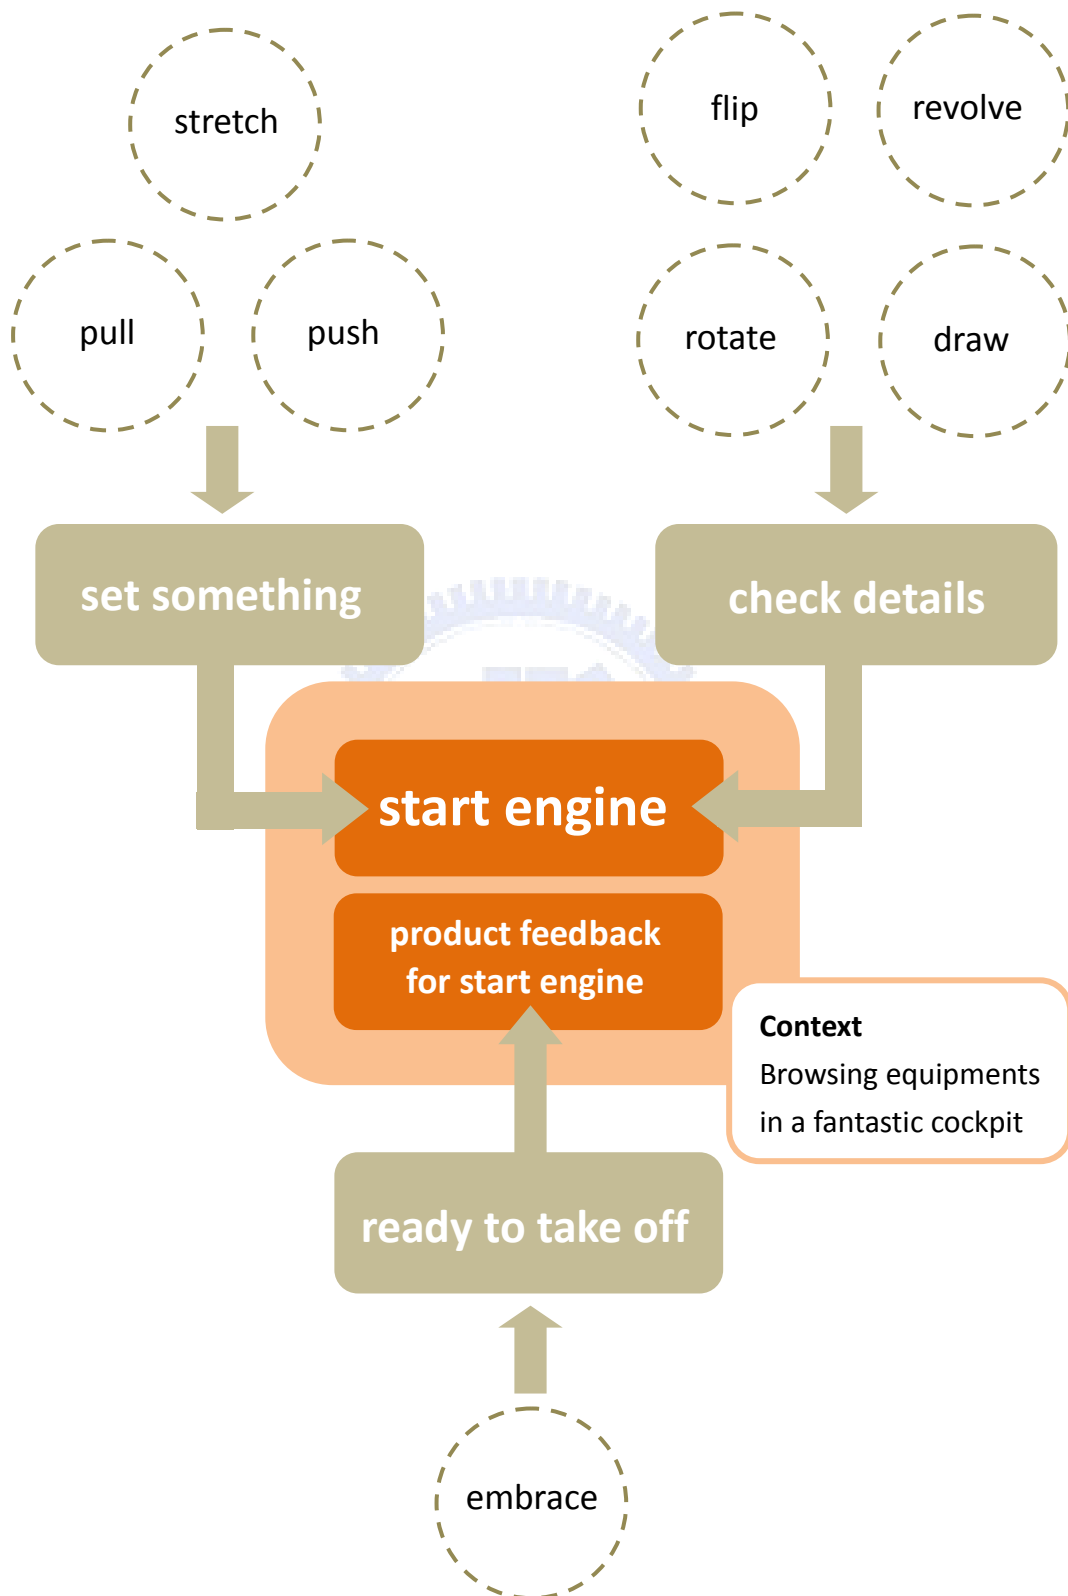 stretch
flip
revolve
pull
push
rotate
draw
set something
check details
start engine
product feedback
for start engine
Context
Browsing equipments
in a fantastic cockpit
ready to take off
embrace